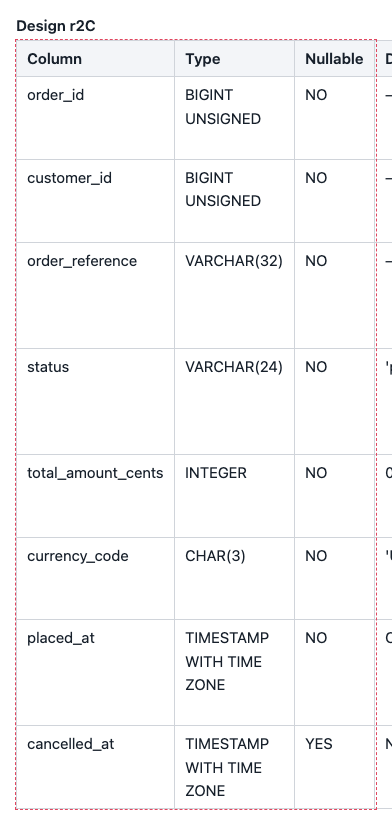 Design r2C
Column Type Nullable
order_id BIGINT UNSIGNED NO –
customer_id BIGINT UNSIGNED NO –
order_reference VARCHAR(32) NO –
status VARCHAR(24) NO
total_amount_cents INTEGER NO 0
currency_code CHAR(3) NO
placed_at TIMESTAMP WITH TIME ZONE NO
cancelled_at TIMESTAMP WITH TIME ZONE YES